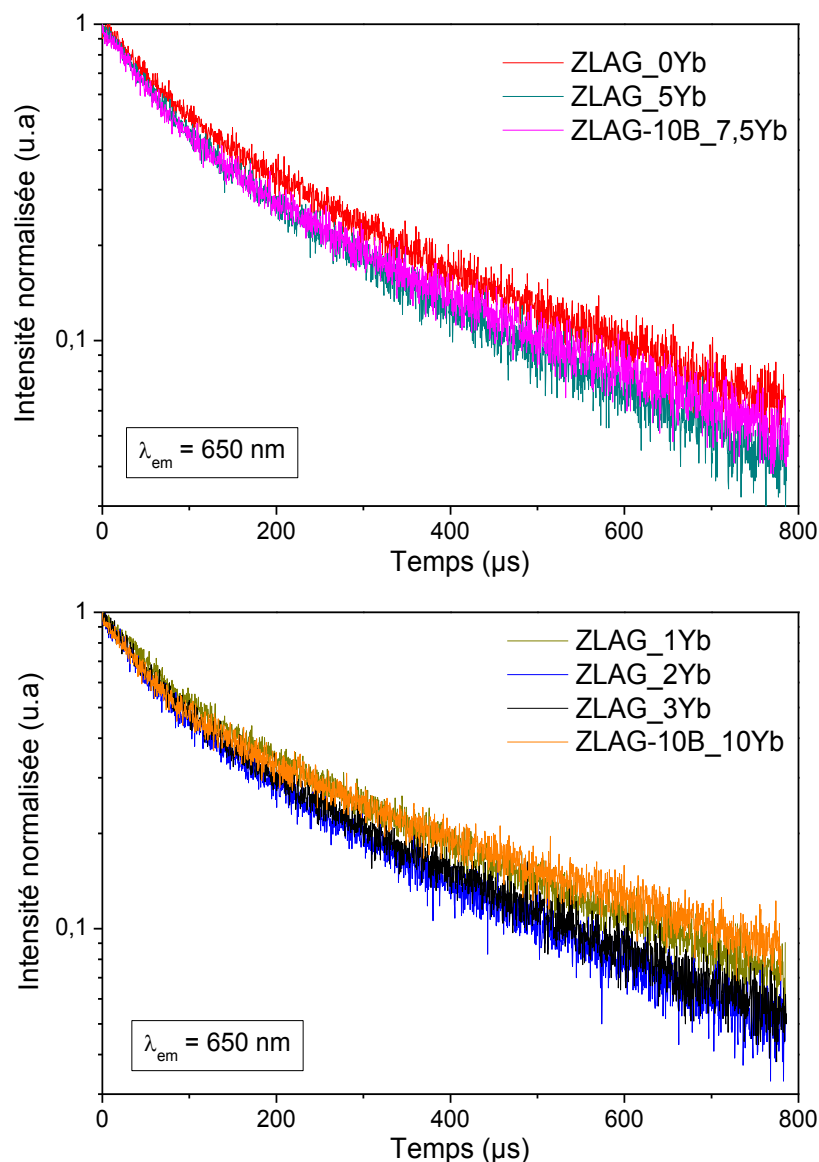 1
ZLAG_0Yb
ZLAG_5Yb
ZLAG-10B_7,5Yb
Intensité normalisée (u.a)
0,1
λem = 650 nm
0 200 400 600 800
Temps (µs)
1
ZLAG_1Yb
ZLAG_2Yb
ZLAG_3Yb
ZLAG-10B_10Yb
Intensité normalisée (u.a)
0,1
λem = 650 nm
0 200 400 600 800
Temps (µs)